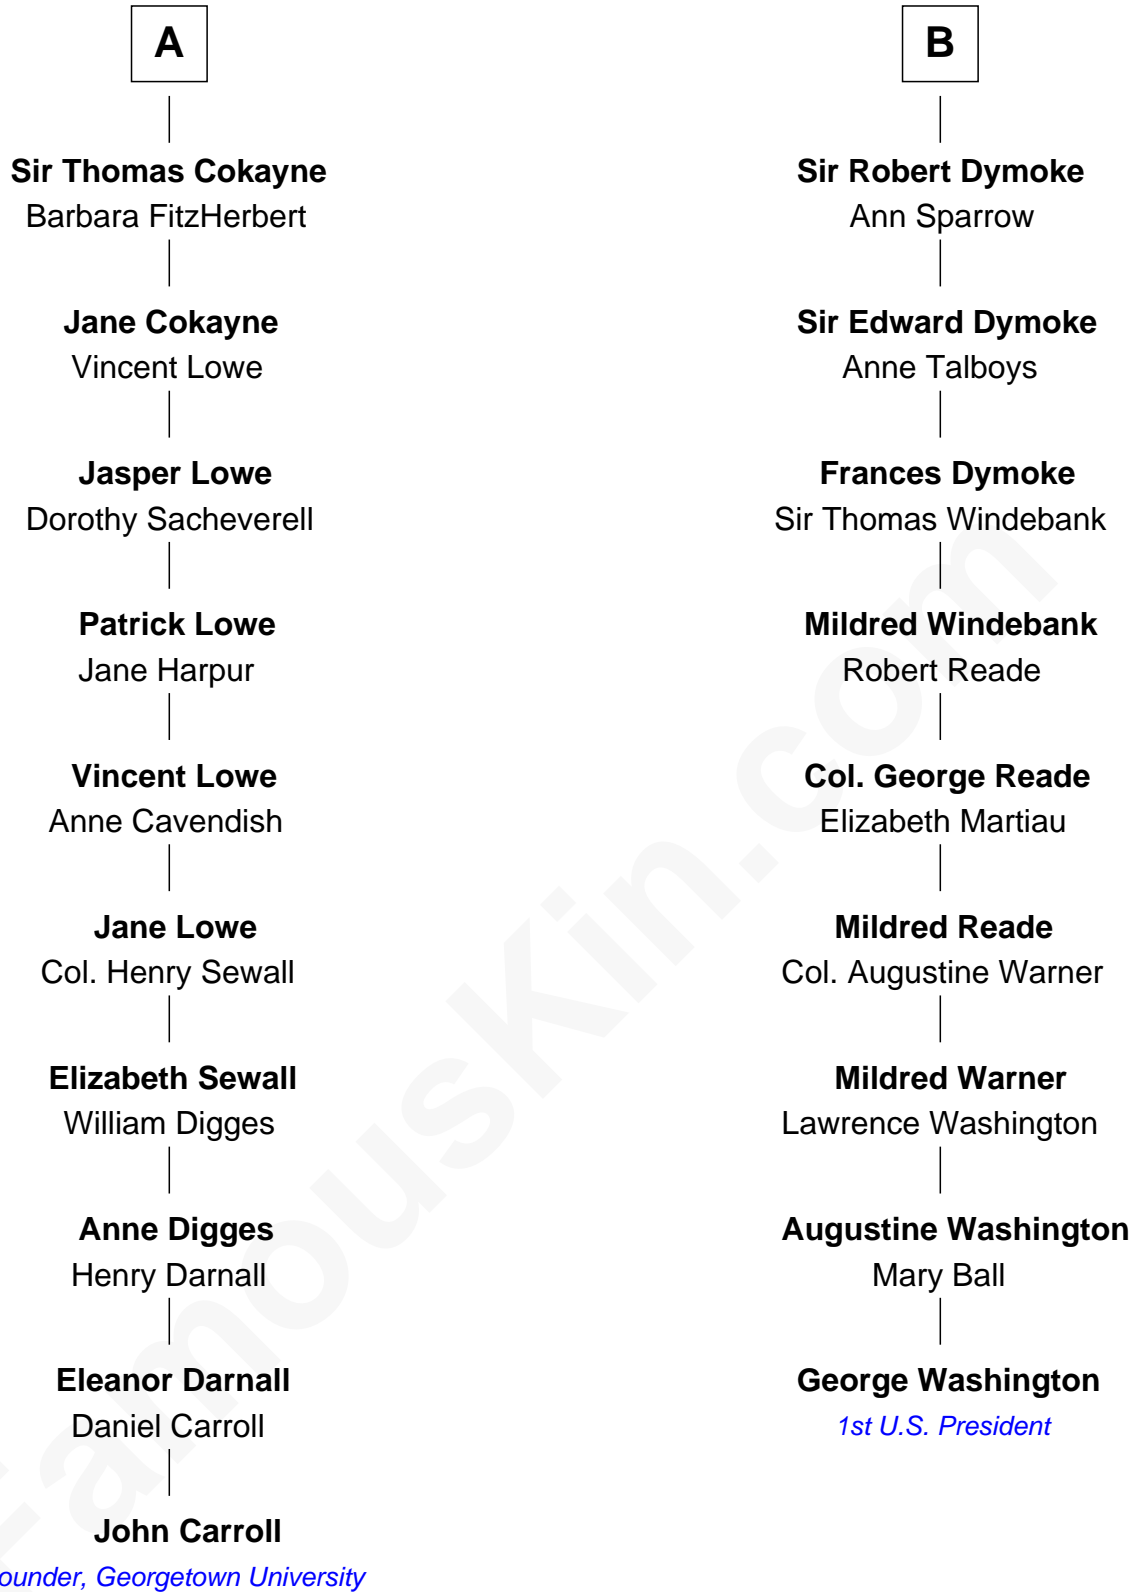 A
Sir Thomas Cokayne
Barbara FitzHerbert
Jane Cokayne
Vincent Lowe
Jasper Lowe
Dorothy Sacheverell
Patrick Lowe
Jane Harpur
Vincent Lowe
Anne Cavendish
Jane Lowe
Col. Henry Sewall
Elizabeth Sewall
William Digges
Anne Digges
Henry Darnall
Eleanor Darnall
Daniel Carroll
John Carroll
ounder, Georgetown University
B
Sir Robert Dymoke
Ann Sparrow
Sir Edward Dymoke
Anne Talboys
Frances Dymoke
Sir Thomas Windebank
Mildred Windebank
Robert Reade
Col. George Reade
Elizabeth Martiau
Mildred Reade
Col. Augustine Warner
Mildred Warner
Lawrence Washington
Augustine Washington
Mary Ball
George Washington
1st U.S. President
FamousKin.com